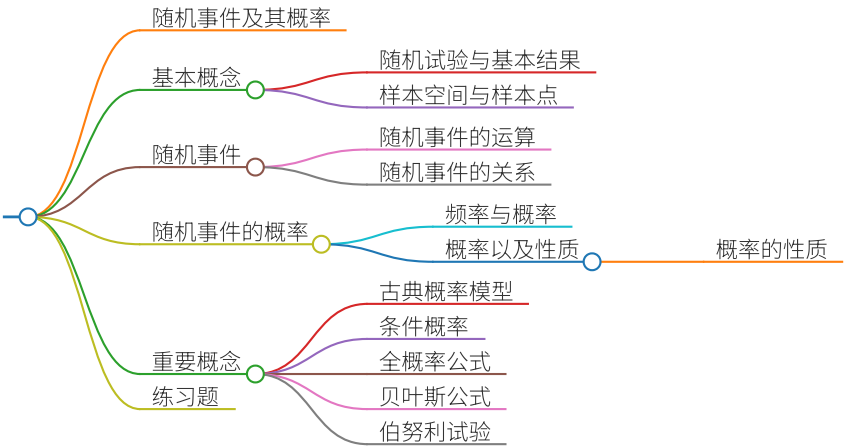 随机事件及其概率
基本概念
随机试验与基本结果
样本空间与样本点
随机事件
随机事件的运算
随机事件的关系
随机事件的概率
频率与概率
概率以及性质
概率的性质
重要概念
古典概率模型
条件概率
全概率公式
贝叶斯公式
伯努利试验
练习题